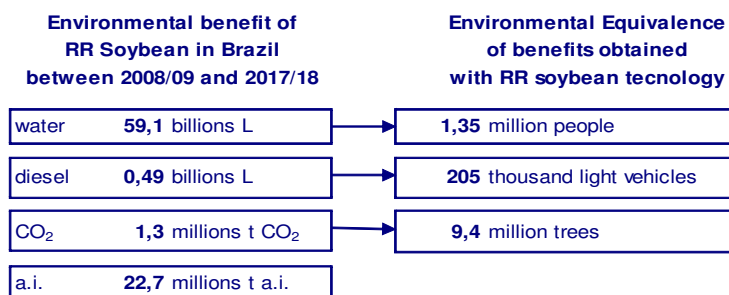 Environmental benefit of
RR Soybean in Brazil
between 2008/09 and 2017/18
Environmental Equivalence
of benefits obtained
with RR soybean tecnology
water 59,1 billions L
1,35 million people
diesel 0,49 billions L
205 thousand light vehicles
CO₂ 1,3 millions t CO₂
9,4 million trees
a.i. 22,7 millions t a.i.